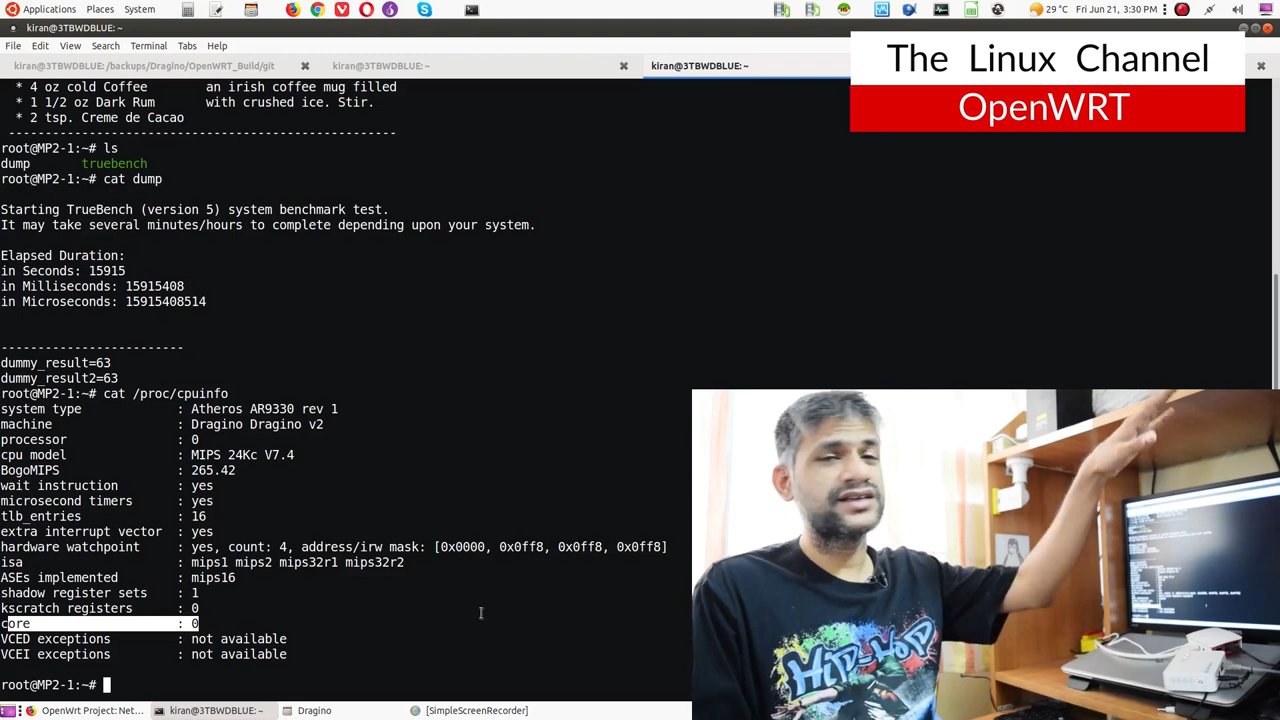 Applications Places System
29 °C Fri Jun 21, 3:30 PM
kiran@3TBWDBLUE: ~
File Edit View Search Terminal Tabs Help
kiran@3TBWDBLUE: /backups/Dragino/OpenWRT_Build/git
kiran@3TBWDBLUE: ~
kiran@3TBWDBLUE: ~
The Linux Channel
OpenWRT
* 4 oz cold Coffee an irish coffee mug filled
* 1 1/2 oz Dark Rum with crushed ice. Stir.
* 2 tsp. Creme de Cacao
-----------------------------------------------------
root@MP2-1:~# ls
dump truebench
root@MP2-1:~# cat dump
Starting TrueBench (version 5) system benchmark test.
It may take several minutes/hours to complete depending upon your system.
Elapsed Duration:
in Seconds: 15915
in Milliseconds: 15915408
in Microseconds: 15915408514
------------------------
dummy_result=63
dummy_result2=63
root@MP2-1:~# cat /proc/cpuinfo
system type : Atheros AR9330 rev 1
machine : Dragino Dragino v2
processor : 0
cpu model : MIPS 24Kc V7.4
BogoMIPS : 265.42
wait instruction : yes
microsecond timers : yes
tlb_entries : 16
extra interrupt vector : yes
hardware watchpoint : yes, count: 4, address/irw mask: [0x0000, 0x0ff8, 0x0ff8, 0x0ff8]
isa : mips1 mips2 mips32r1 mips32r2
ASEs implemented : mips16
shadow register sets : 1
kscratch registers : 0
core : 0
VCED exceptions : not available
VCEI exceptions : not available
root@MP2-1:~#
HIP_HOP
OpenWrt Project: Net...
kiran@3TBWDBLUE: ~
Dragino
[SimpleScreenRecorder]